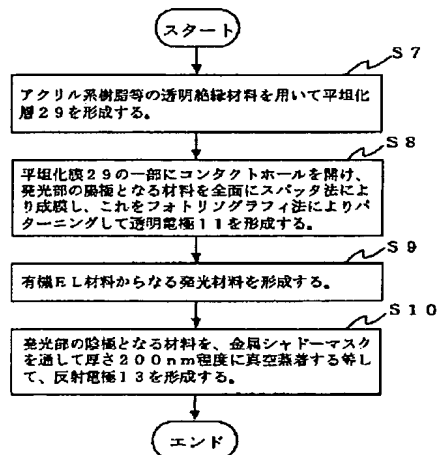 スタート
S7
アクリル系樹脂等の透明絶縁材料を用いて平坦化
層29を形成する。
S8
平坦化膜29の一部にコンタクトホールを開け、
発光部の陽極となる材料を全面にスパッタ法によ
り成膜し、これをフォトリソグラフィ法によりパ
ターニングして透明電極11を形成する。
S9
有機EL材料からなる発光材料を形成する。
S10
発光部の陰極となる材料を、金属シャドーマスク
を通して厚さ200nm程度に真空蒸着する等し
て、反射電極13を形成する。
エンド